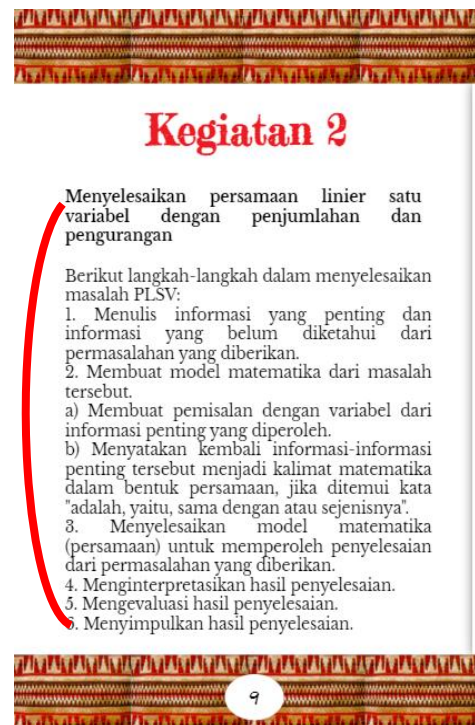 Kegiatan 2
Menyelesaikan persamaan linier satu
variabel dengan penjumlahan dan
pengurangan
Berikut langkah-langkah dalam menyelesaikan
masalah PLSV:
1. Menulis informasi yang penting dan
informasi yang belum diketahui dari
permasalahan yang diberikan.
2. Membuat model matematika dari masalah
tersebut.
a) Membuat pemisalan dengan variabel dari
informasi penting yang diperoleh.
b) Menyatakan kembali informasi-informasi
penting tersebut menjadi kalimat matematika
dalam bentuk persamaan, jika ditemui kata
"adalah, yaitu, sama dengan atau sejenisnya".
3. Menyelesaikan model matematika
(persamaan) untuk memperoleh penyelesaian
dari permasalahan yang diberikan.
4. Menginterpretasikan hasil penyelesaian.
5. Mengevaluasi hasil penyelesaian.
6. Menyimpulkan hasil penyelesaian.
9